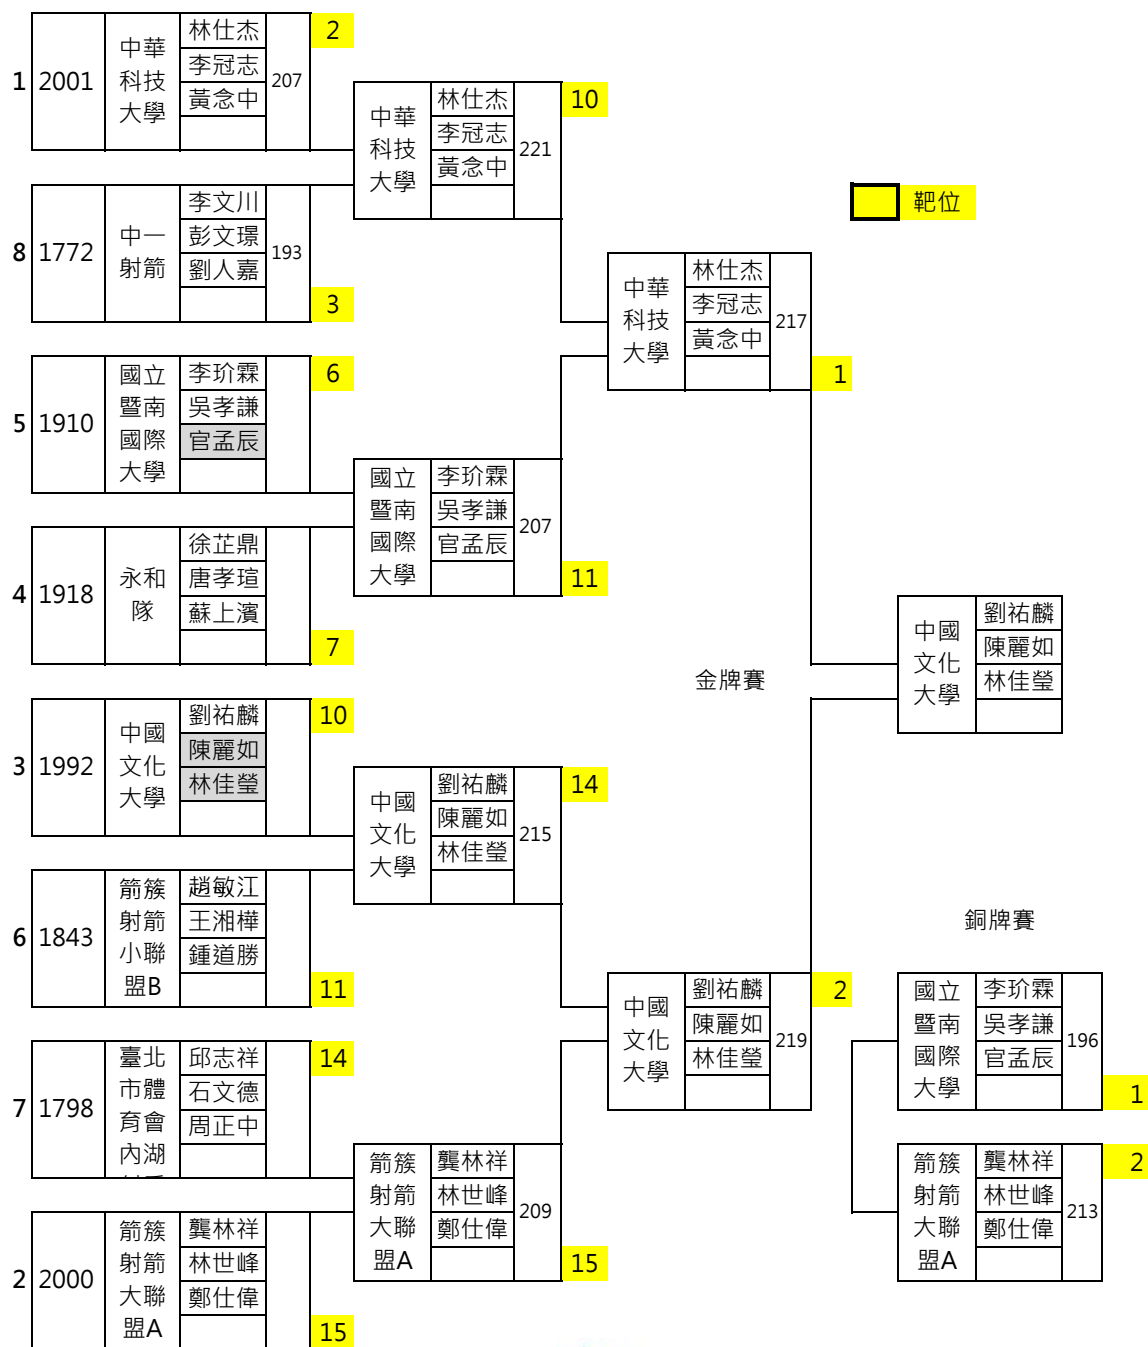 1
2001
中華
科技
大學
林仕杰
李冠志
黃念中
207
2
8
1772
中一
射箭
李文川
彭文璟
劉人嘉
193
3
5
1910
國立
暨南
國際
大學
李玠霖
吳孝謙
官孟辰
6
4
1918
永和
隊
徐芷鼎
唐孝瑄
蘇上濱
7
3
1992
中國
文化
大學
劉祐麟
陳麗如
林佳瑩
10
6
1843
箭簇
射箭
小聯
盟B
趙敏江
王湘樺
鍾道勝
11
7
1798
臺北
市體
育會
內湖
邱志祥
石文德
周正中
14
2
2000
箭簇
射箭
大聯
盟A
龔林祥
林世峰
鄭仕偉
15
中華
科技
大學
林仕杰
李冠志
黃念中
221
10
國立
暨南
國際
大學
李玠霖
吳孝謙
官孟辰
207
11
中國
文化
大學
劉祐麟
陳麗如
林佳瑩
215
14
箭簇
射箭
大聯
盟A
龔林祥
林世峰
鄭仕偉
209
15
中華
科技
大學
林仕杰
李冠志
黃念中
217
1
中國
文化
大學
劉祐麟
陳麗如
林佳瑩
219
2
靶位
金牌賽
中國
文化
大學
劉祐麟
陳麗如
林佳瑩
銅牌賽
國立
暨南
國際
大學
李玠霖
吳孝謙
官孟辰
196
1
箭簇
射箭
大聯
盟A
龔林祥
林世峰
鄭仕偉
213
2